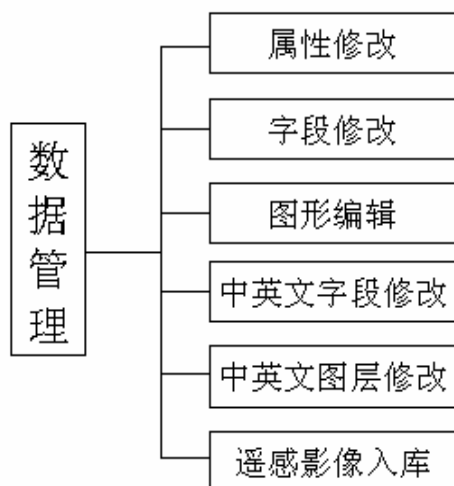 数据管理
属性修改
字段修改
图形编辑
中英文字段修改
中英文图层修改
遥感影像入库